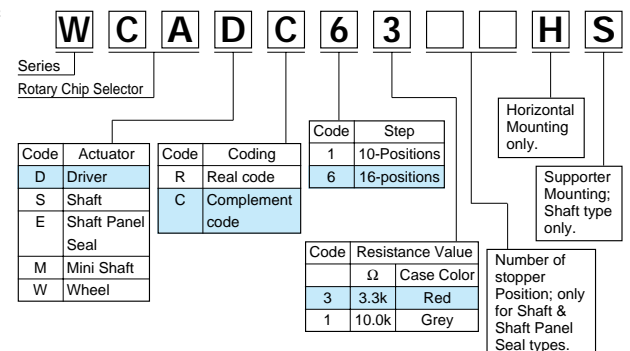 W C A D C 6 3 H S
Series
Rotary Chip Selector
Code Actuator
D Driver
S Shaft
E Shaft Panel
Seal
M Mini Shaft
W Wheel
Code Coding
R Real code
C Complement
code
Code Step
1 10-Positions
6 16-positions
Code Resistance Value
Ω Case Color
3 3.3k Red
1 10.0k Grey
Horizontal
Mounting
only.
Supporter
Mounting;
Shaft type
only.
Number of
stopper
Position; only
for Shaft &
Shaft Panel
Seal types.